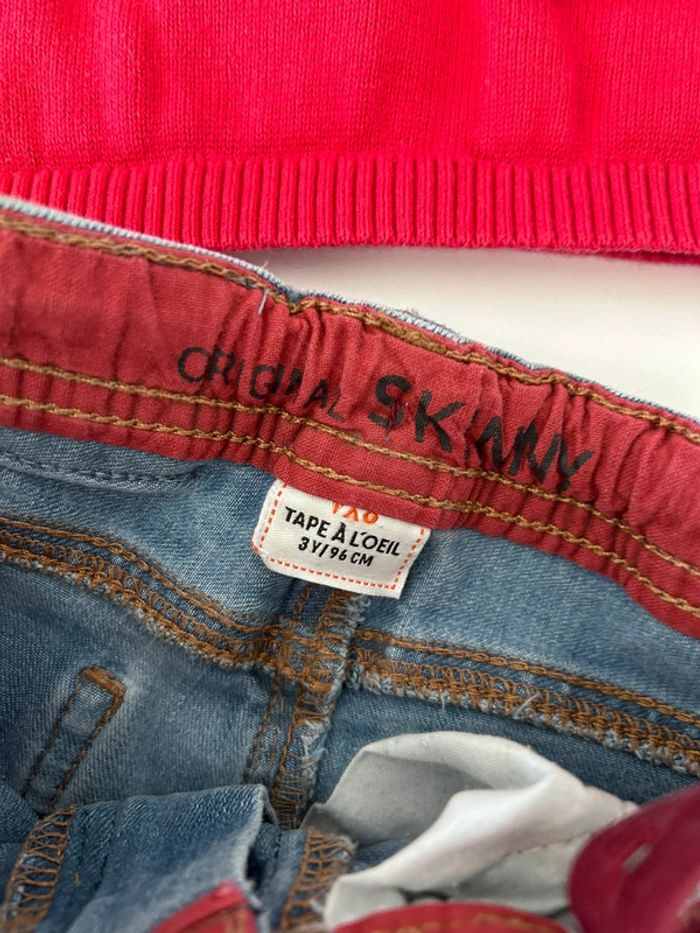 ORIGINAL SKINNY
TAPE À L'OEIL
3Y/96 CM